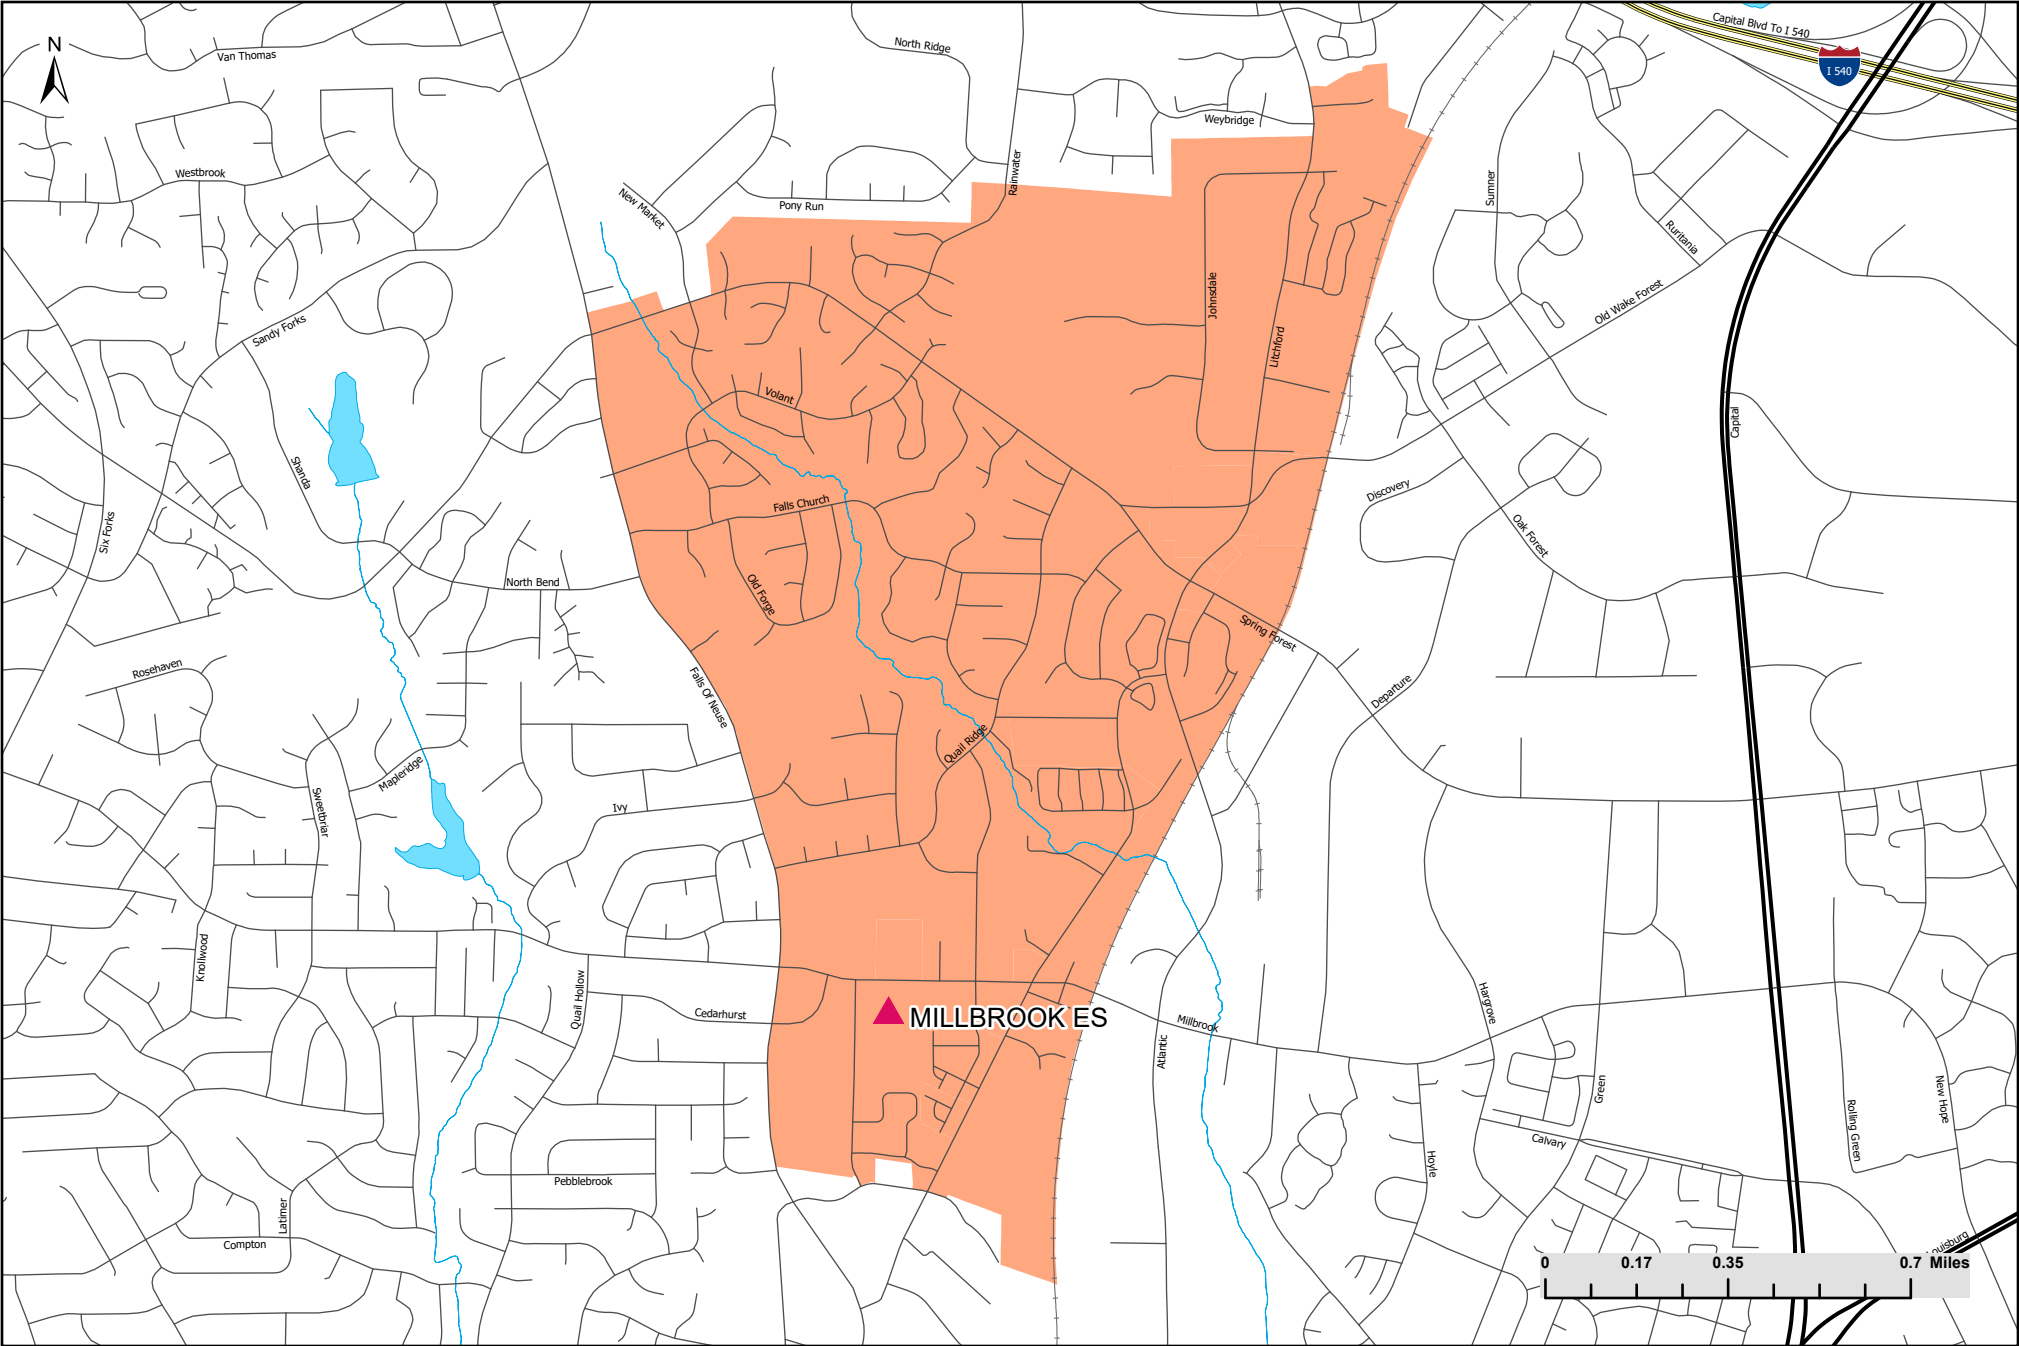 Capital Blvd To I 540
N
North Ridge
Van Thomas
I 540
Weybridge
Rainwater
Westbrook
Sumner
New Market
Pony Run
Ruritania
Johnsdale
Old Wake Forest
Sandy Forks
Litchford
Volant
Capital
Shanda
Discovery
Falls Church
Six Forks
Oak Forest
North Bend
Old Forge
Spring Forest
Rosehaven
Falls Of Neuse
Departure
Quail Ridge
Mapleridge
Sweetbriar
Ivy
Knollwood
Quail Hollow
Hargrove
Cedarhurst
MILLBROOK ES
Millbrook
Atlantic
Green
New Hope
Rolling Green
Calvary
Hoyle
Pebblebrook
Latimer
Compton
Louisburg
0 0.17 0.35 0.7 Miles